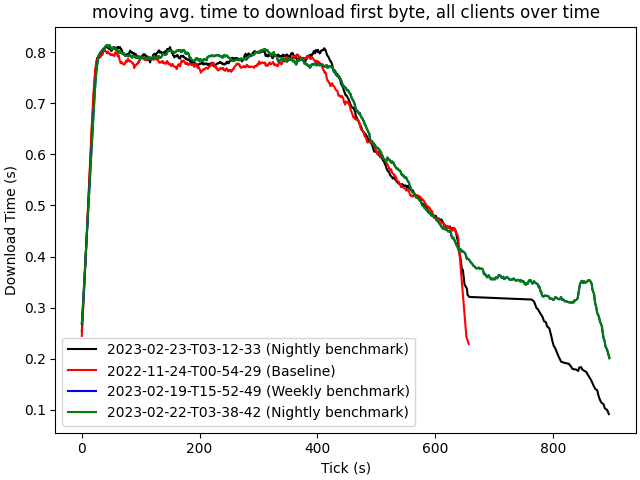 moving avg. time to download first byte, all clients over time
Download Time (s)
0.8
0.7
0.6
0.5
0.4
0.3
0.2
0.1
2023-02-23-T03-12-33 (Nightly benchmark)
2022-11-24-T00-54-29 (Baseline)
2023-02-19-T15-52-49 (Weekly benchmark)
2023-02-22-T03-38-42 (Nightly benchmark)
0 200 400 600 800
Tick (s)